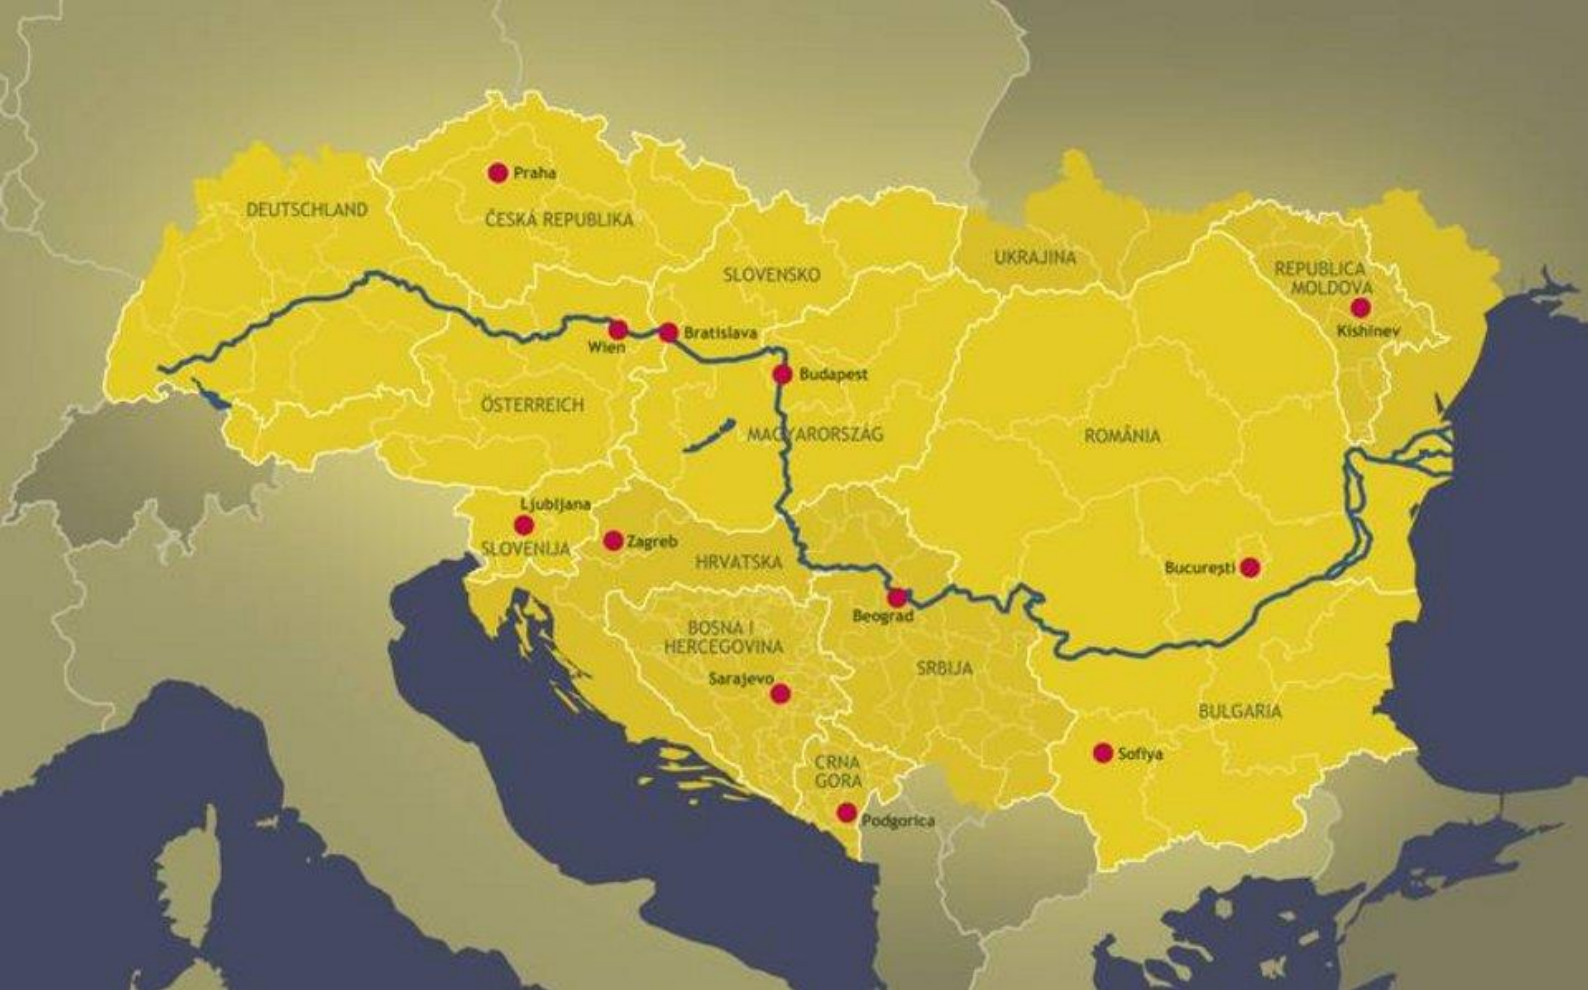 Praha
DEUTSCHLAND
ČESKÁ REPUBLIKA
UKRAJINA
SLOVENSKO
REPUBLICA
MOLDOVA
Kishinev
Bratislava
Wien
Budapest
ÖSTERREICH
MAGYARORSZÁG
ROMÂNIA
Ljubljana
SLOVENIJA
Zagreb
HRVATSKA
București
Beograd
BOSNA I
HERCEGOVINA
SRBIJA
Sarajevo
BULGARIA
Sofiya
CRNA
GORA
Podgorica